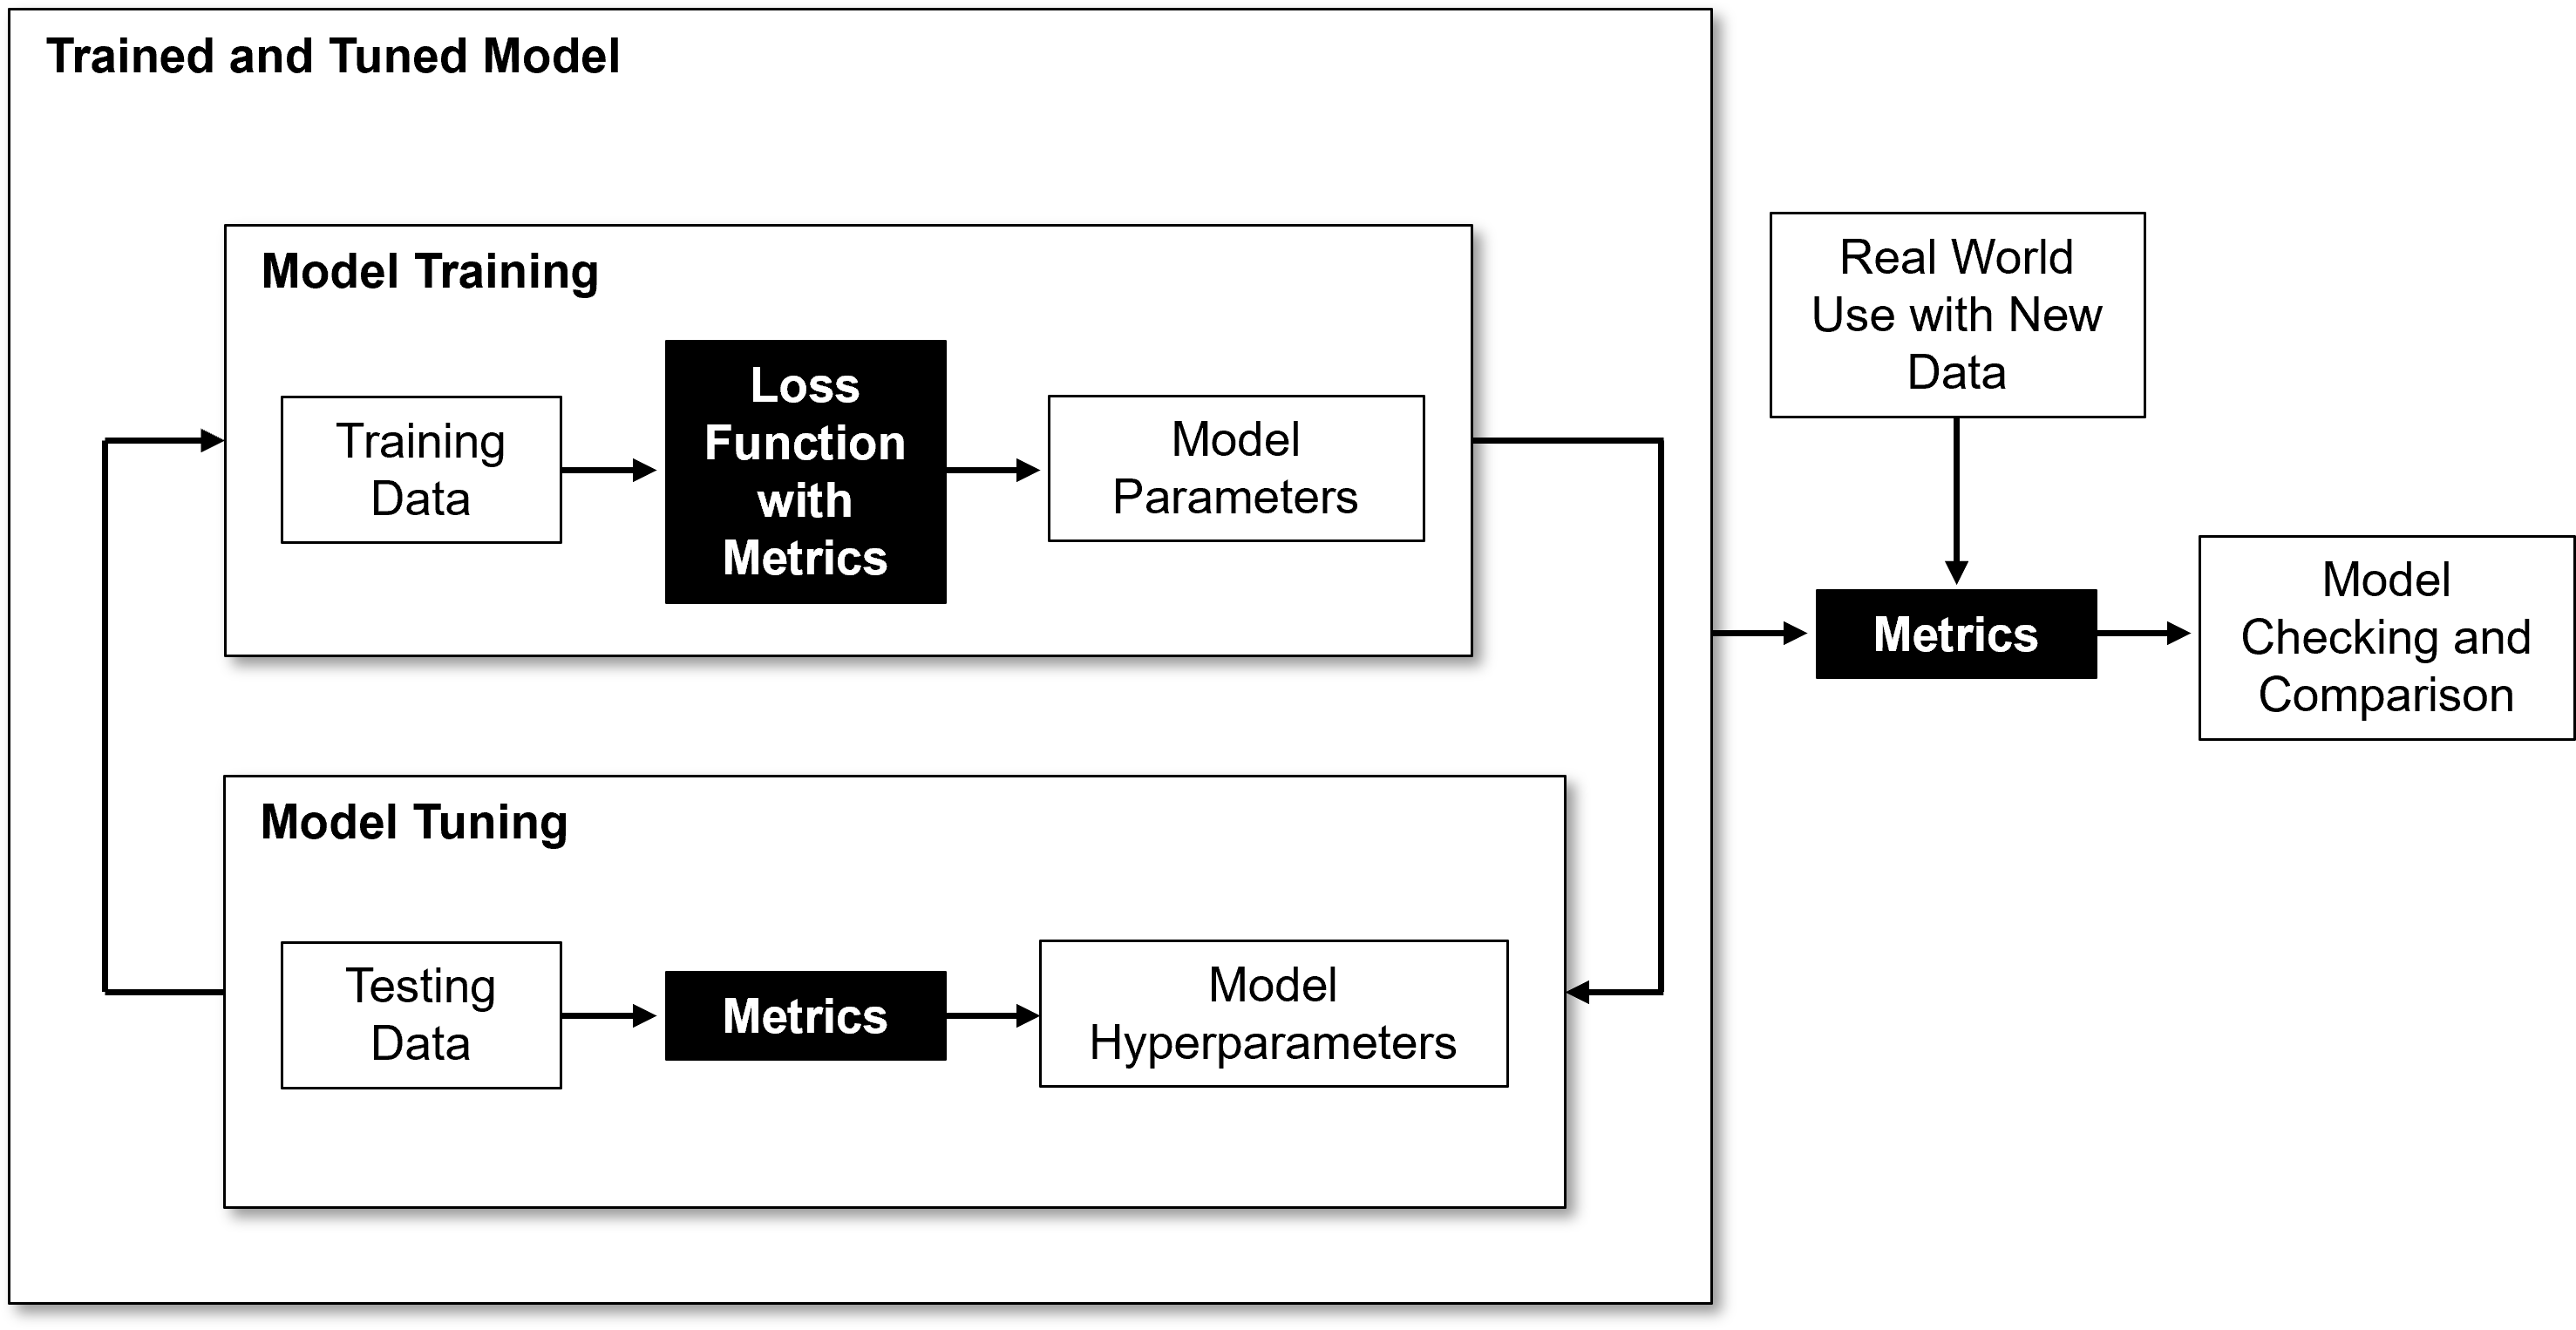 Trained and Tuned Model
Model Training
Training
Data
Loss
Function
with
Metrics
Model
Parameters
Model Tuning
Testing
Data
Metrics
Model
Hyperparameters
Real World
Use with New
Data
Metrics
Model
Checking and
Comparison